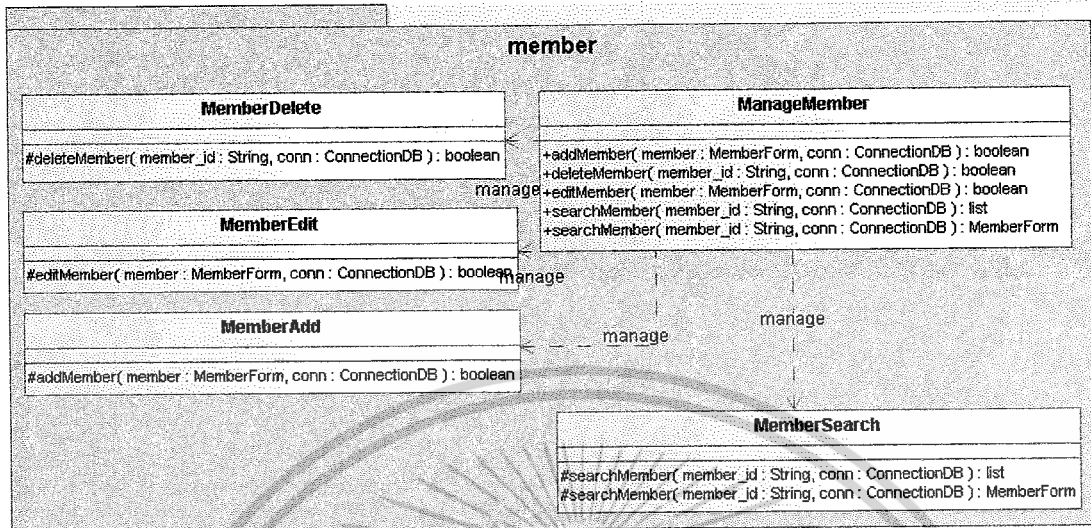 member
MemberDelete
#deleteMember( member_id : String, conn : ConnectionDB ) : boolean
ManageMember
+addMember( member : MemberForm, conn : ConnectionDB ) : boolean
+deleteMember( member_id : String, conn : ConnectionDB ) : boolean
+editMember( member : MemberForm, conn : ConnectionDB ) : boolean
+searchMember( member_id : String, conn : ConnectionDB ) : list
+searchMember( member_id : String, conn : ConnectionDB ) : MemberForm
manage
MemberEdit
#editMember( member : MemberForm, conn : ConnectionDB ) : boolean
manage
MemberAdd
#addMember( member : MemberForm, conn : ConnectionDB ) : boolean
manage
manage
MemberSearch
#searchMember( member_id : String, conn : ConnectionDB ) : list
#searchMember( member_id : String, conn : ConnectionDB ) : MemberForm